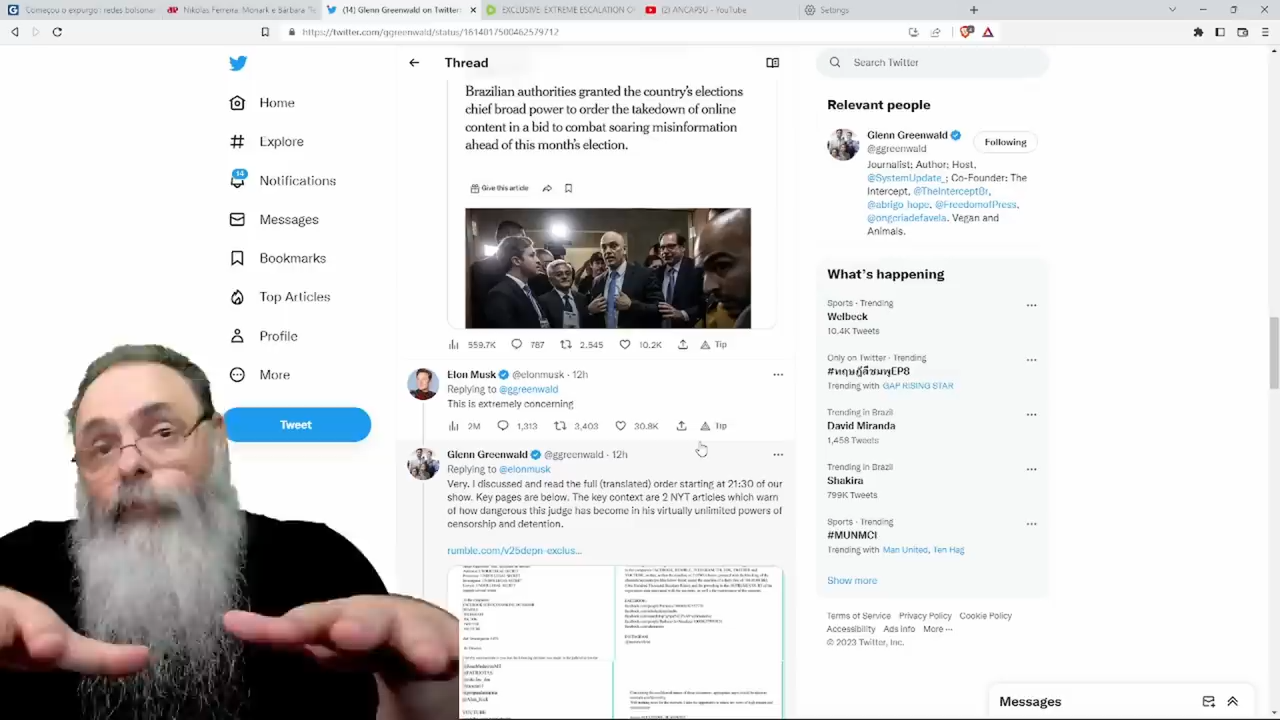 Começou o expurgo | redes bolsonar
Nikolas Ferreira, Monark e Bárbara
(14) Glenn Greenwald on Twitter
EXCLUSIVE: EXTREME ESCALATION
ANCAPSU - YouTube
Settings
https://twitter.com/ggreenwald/status/1614017500462579712
Thread
Home
Explore
14
Notifications
Messages
Bookmarks
Top Articles
Profile
More
Tweet
Brazilian authorities granted the country's elections
chief broad power to order the takedown of online
content in a bid to combat soaring misinformation
ahead of this month's election.
Give this article
559.7K 787 2,545 10.2K Tip
Elon Musk @elonmusk · 12h
Replying to @ggreenwald
This is extremely concerning
2M 1,313 3,403 30.8K Tip
Glenn Greenwald @ggreenwald · 12h
Replying to @elonmusk
Very. I discussed and read the full (translated) order starting at 21:30 of our
show. Key pages are below. The key context are 2 NYT articles which warn
of how dangerous this judge has become in his virtually unlimited powers of
censorship and detention.
rumble.com/v25depn-exclus...
Search Twitter
Relevant people
Glenn Greenwald
@ggreenwald
Following
Journalist; Author; Host,
@SystemUpdate_; Co-Founder: The
Intercept, @TheInterceptBr,
@abrigo_hope, @FreedomofPress,
@ongcriadefavela. Vegan and
Animals.
What's happening
Sports · Trending
Welbeck
10.4K Tweets
Only on Twitter · Trending
Trending with GAP RISING STAR
Trending in Brazil
David Miranda
1,458 Tweets
Trending in Brazil
Shakira
799K Tweets
Sports · Trending
#MUNMCI
Trending with Man United, Ten Hag
Show more
Terms of Service Privacy Policy Cookie Policy
Accessibility Ads info More ···
© 2023 Twitter, Inc.
Messages